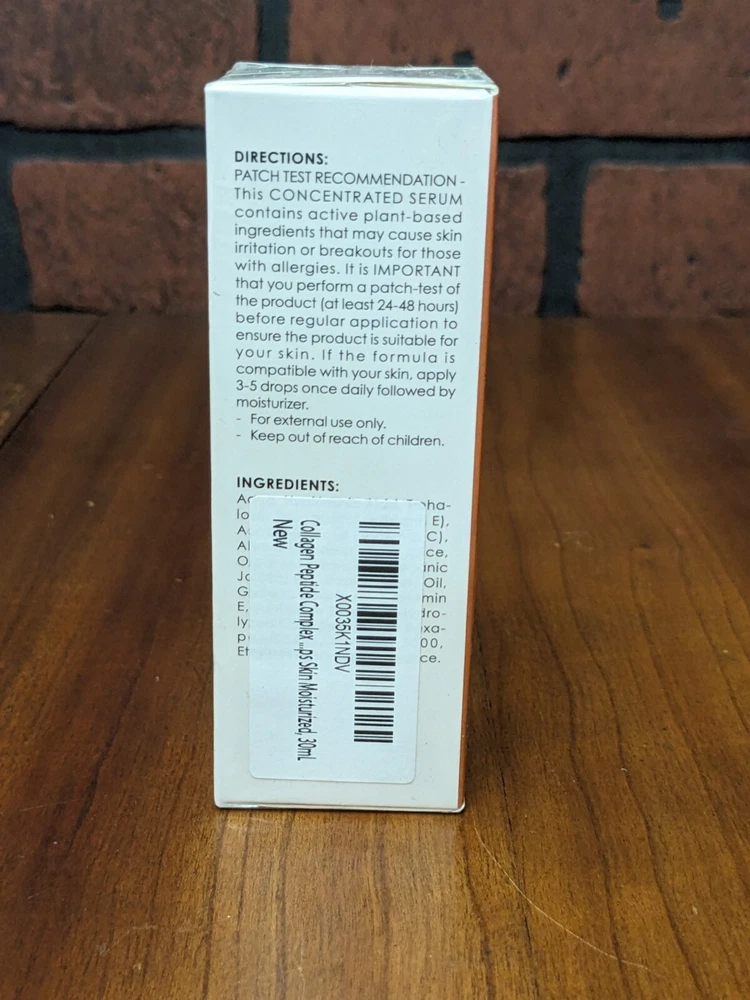 DIRECTIONS:
PATCH TEST RECOMMENDATION -
This CONCENTRATED SERUM
contains active plant-based
ingredients that may cause skin
irritation or breakouts for those
with allergies. It is IMPORTANT
that you perform a patch-test of
the product (at least 24-48 hours)
before regular application to
ensure the product is suitable for
your skin. If the formula is
compatible with your skin, apply
3-5 drops once daily followed by
moisturizer.
- For external use only.
- Keep out of reach of children.
INGREDIENTS:
E),
C),
Oil,
E,
X0035K1NDV
Collagen Peptide Complex ...ps Skin Moisturized, 30mL
New